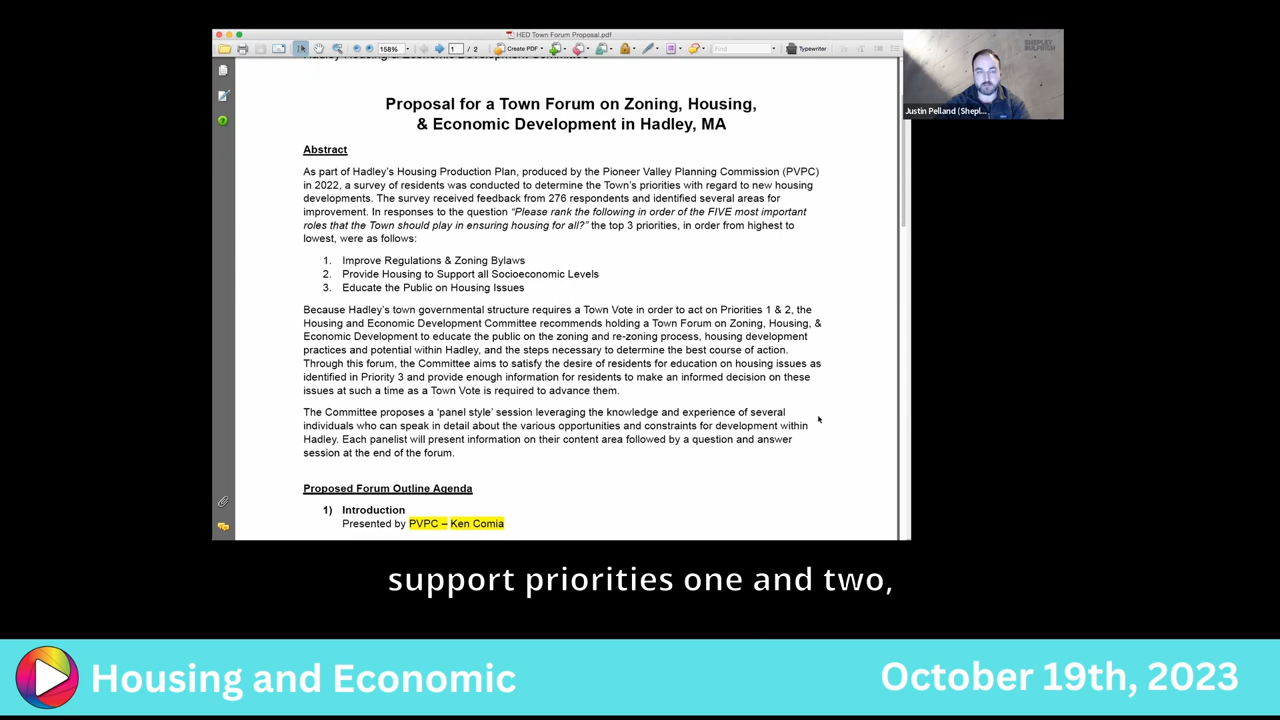 HED Town Forum Proposal.pdf
158%
1 / 2
Create PDF
Find
Typewriter
Hadley Housing & Economic Development Committee
Proposal for a Town Forum on Zoning, Housing,
& Economic Development in Hadley, MA
Abstract
As part of Hadley's Housing Production Plan, produced by the Pioneer Valley Planning Commission (PVPC)
in 2022, a survey of residents was conducted to determine the Town's priorities with regard to new housing
developments. The survey received feedback from 276 respondents and identified several areas for
improvement. In responses to the question “Please rank the following in order of the FIVE most important
roles that the Town should play in ensuring housing for all?” the top 3 priorities, in order from highest to
lowest, were as follows:
1. Improve Regulations & Zoning Bylaws
2. Provide Housing to Support all Socioeconomic Levels
3. Educate the Public on Housing Issues
Because Hadley's town governmental structure requires a Town Vote in order to act on Priorities 1 & 2, the
Housing and Economic Development Committee recommends holding a Town Forum on Zoning, Housing, &
Economic Development to educate the public on the zoning and re-zoning process, housing development
practices and potential within Hadley, and the steps necessary to determine the best course of action.
Through this forum, the Committee aims to satisfy the desire of residents for education on housing issues as
identified in Priority 3 and provide enough information for residents to make an informed decision on these
issues at such a time as a Town Vote is required to advance them.
The Committee proposes a ‘panel style’ session leveraging the knowledge and experience of several
individuals who can speak in detail about the various opportunities and constraints for development within
Hadley. Each panelist will present information on their content area followed by a question and answer
session at the end of the forum.
Proposed Forum Outline Agenda
1) Introduction
Presented by PVPC – Ken Comia
SHEPLEY
BULFINCH
Justin Pelland (Shepl...
support priorities one and two,
Housing and Economic
October 19th, 2023